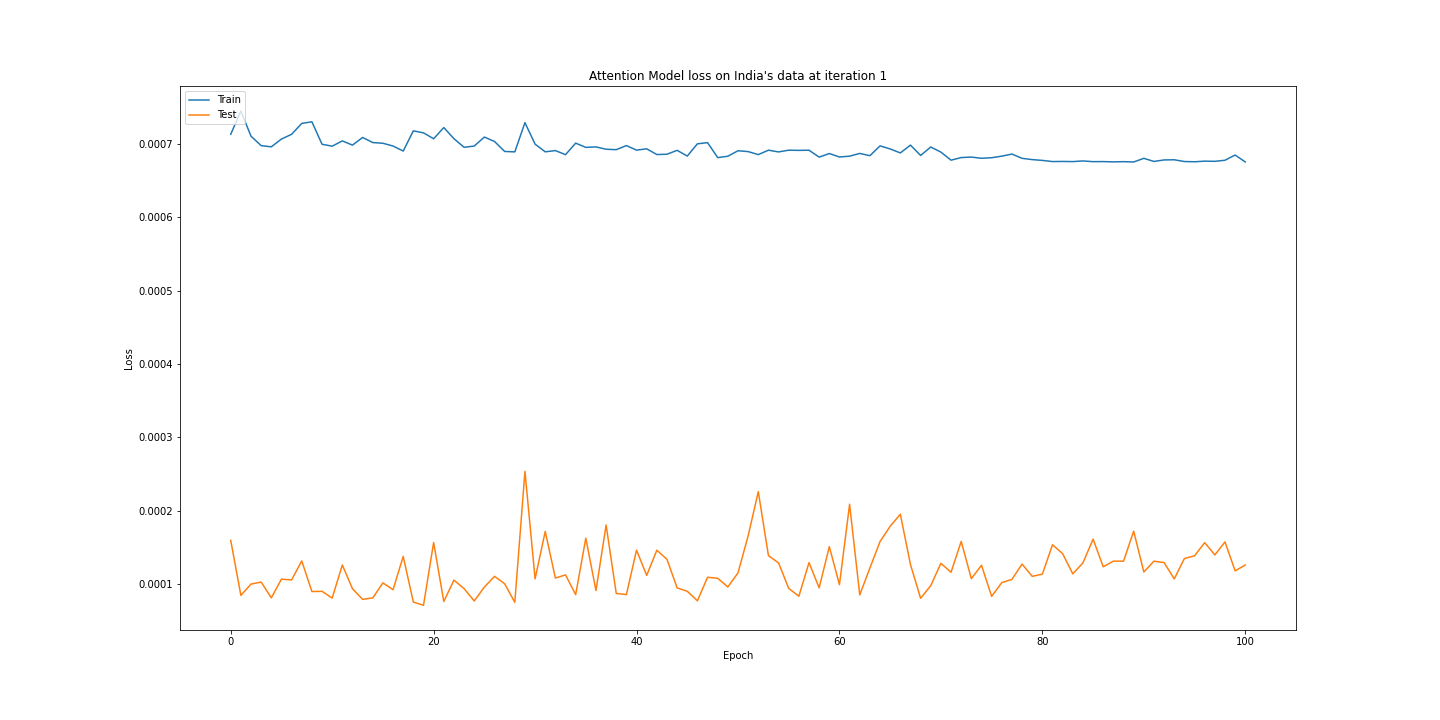 Attention Model loss on India's data at iteration 1
Train
Test
0.0007
0.0006
0.0005
0.0004
0.0003
0.0002
0.0001
Loss
0 20 40 60 80 100
Epoch